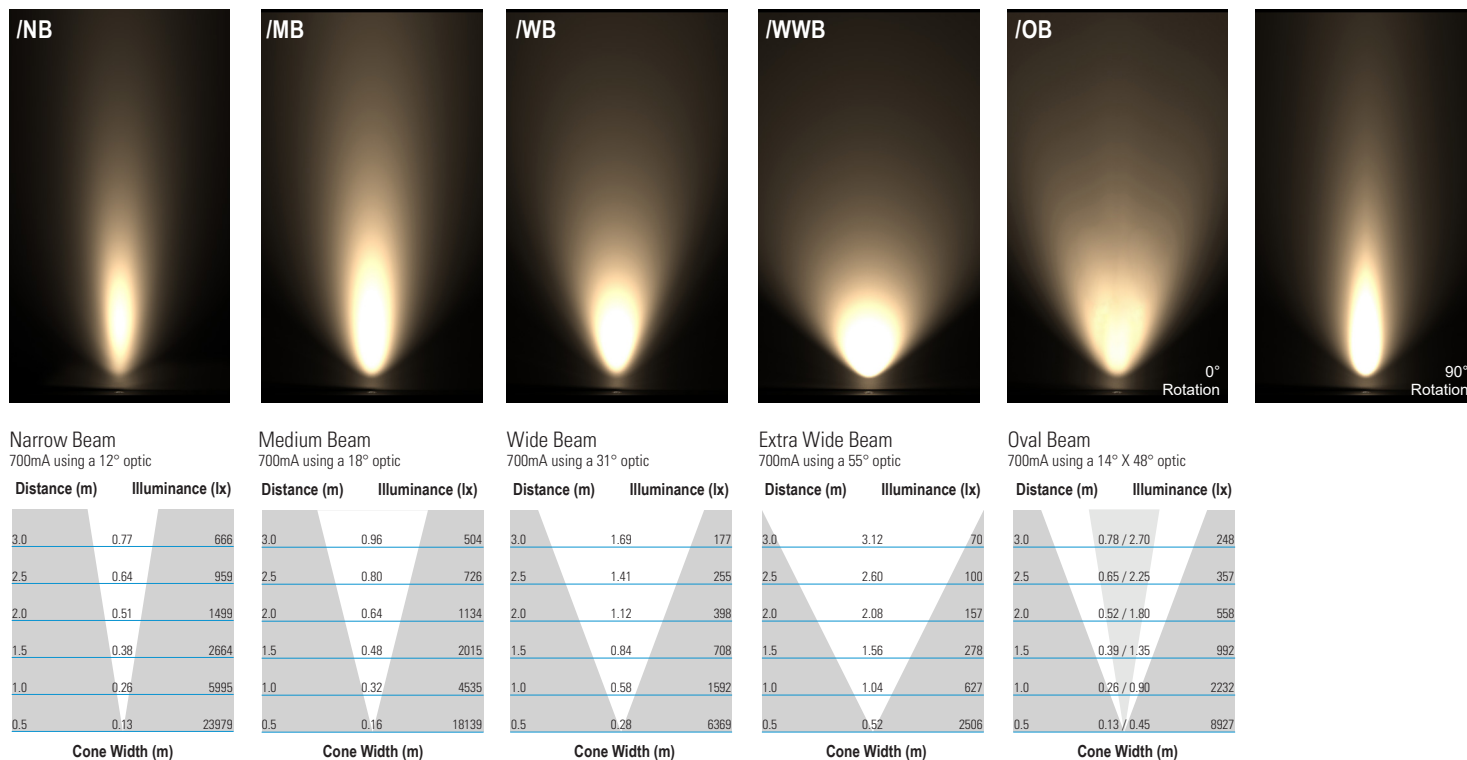 /NB
/MB
/WB
/WWB
/OB
0°
Rotation
90°
Rotation
Narrow Beam
700mA using a 12° optic
Distance (m) Illuminance (lx)
3.0 0.77 666
2.5 0.64 959
2.0 0.51 1499
1.5 0.38 2664
1.0 0.26 5995
0.5 0.13 23979
Cone Width (m)
Medium Beam
700mA using a 18° optic
Distance (m) Illuminance (lx)
3.0 0.96 504
2.5 0.80 726
2.0 0.64 1134
1.5 0.48 2015
1.0 0.32 4535
0.5 0.16 18139
Cone Width (m)
Wide Beam
700mA using a 31° optic
Distance (m) Illuminance (lx)
3.0 1.69 177
2.5 1.41 255
2.0 1.12 398
1.5 0.84 708
1.0 0.58 1592
0.5 0.28 6369
Cone Width (m)
Extra Wide Beam
700mA using a 55° optic
Distance (m) Illuminance (lx)
3.0 3.12 70
2.5 2.60 100
2.0 2.08 157
1.5 1.56 278
1.0 1.04 627
0.5 0.52 2506
Cone Width (m)
Oval Beam
700mA using a 14° X 48° optic
Distance (m) Illuminance (lx)
3.0 0.78 / 2.70 248
2.5 0.65 / 2.25 357
2.0 0.52 / 1.80 558
1.5 0.39 / 1.35 992
1.0 0.26 / 0.90 2232
0.5 0.13 / 0.45 8927
Cone Width (m)